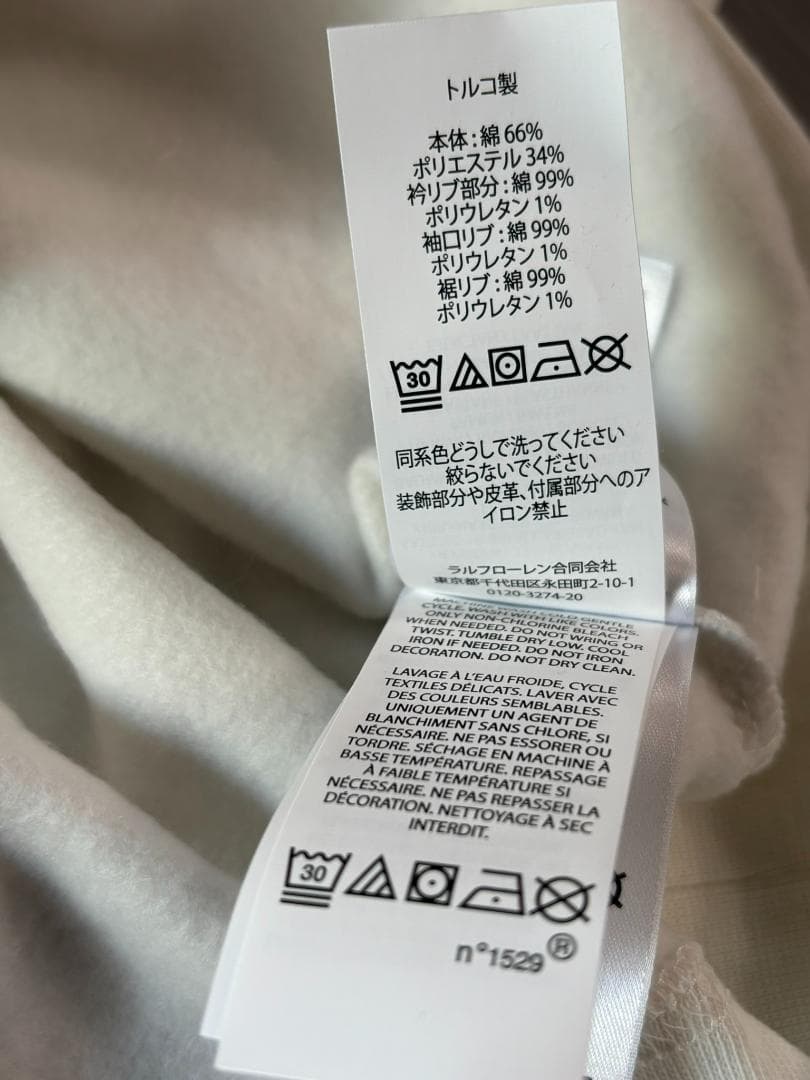 トルコ製
本体 : 綿 66%
ポリエステル 34%
衿リブ部分 : 綿 99%
ポリウレタン 1%
袖口リブ : 綿 99%
ポリウレタン 1%
裾リブ : 綿 99%
ポリウレタン 1%
30
同系色どうしで洗ってください
絞らないでください
装飾部分や皮革、付属部分へのア
イロン禁止
ラルフローレン合同会社
東京都千代田区永田町2-10-1
0120-3274-20
MACHINE WASH COLD GENTLE
CYCLE. WASH WITH LIKE COLORS.
ONLY NON-CHLORINE BLEACH
WHEN NEEDED. DO NOT WRING OR
TWIST. TUMBLE DRY LOW. COOL
IRON IF NEEDED. DO NOT IRON
DECORATION. DO NOT DRY CLEAN.
LAVAGE À L'EAU FROIDE, CYCLE
TEXTILES DÉLICATS. LAVER AVEC
DES COULEURS SEMBLABLES.
UNIQUEMENT UN AGENT DE
BLANCHIMENT SANS CHLORE, SI
NÉCESSAIRE. NE PAS ESSORER OU
TORDRE. SÉCHAGE EN MACHINE À
BASSE TEMPÉRATURE. REPASSAGE
À FAIBLE TEMPÉRATURE SI
NÉCESSAIRE. NE PAS REPASSER LA
DÉCORATION. NETTOYAGE À SEC
INTERDIT.
30
n°1529®